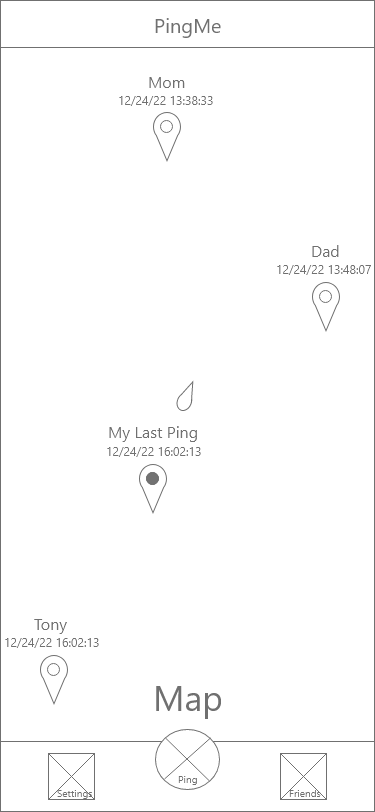 PingMe
Mom
12/24/22 13:38:33
Dad
12/24/22 13:48:07
My Last Ping
12/24/22 16:02:13
Tony
12/24/22 16:02:13
Map
Settings
Ping
Friends